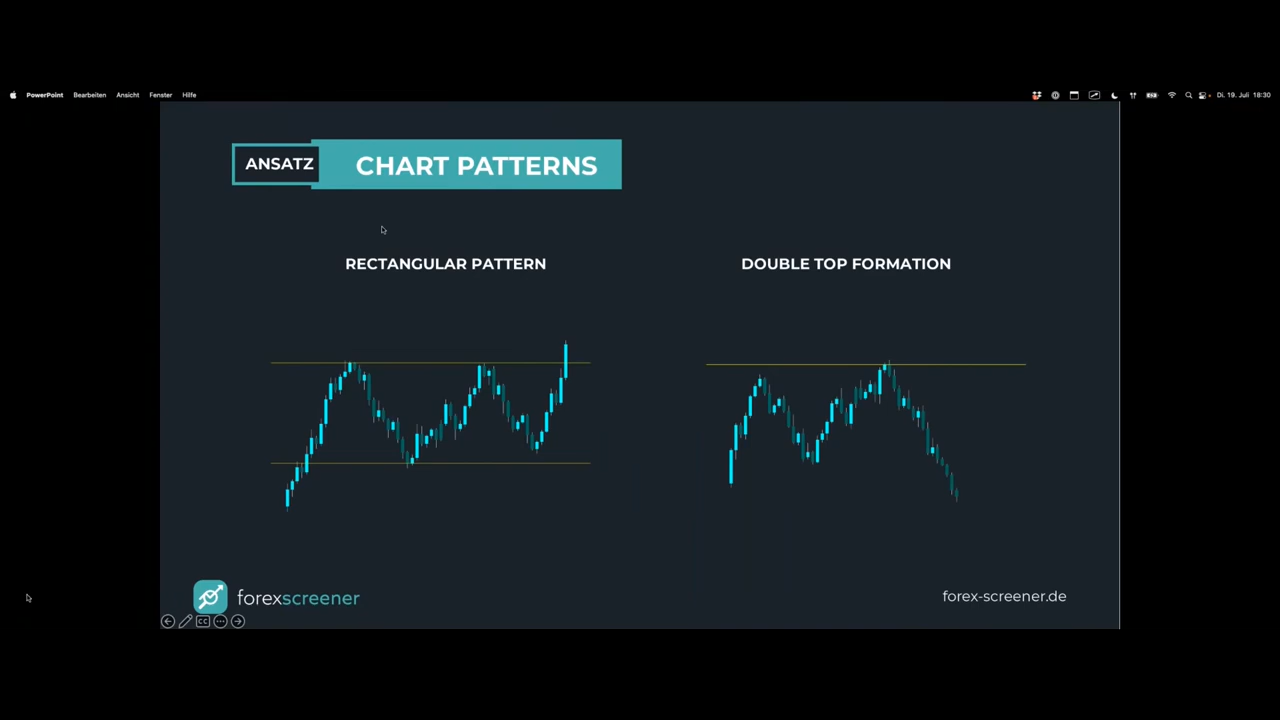 PowerPoint Bearbeiten Ansicht Fenster Hilfe
Di. 19. Juli 18:30
ANSATZ
CHART PATTERNS
RECTANGULAR PATTERN
DOUBLE TOP FORMATION
forexscreener
forex-screener.de
CC